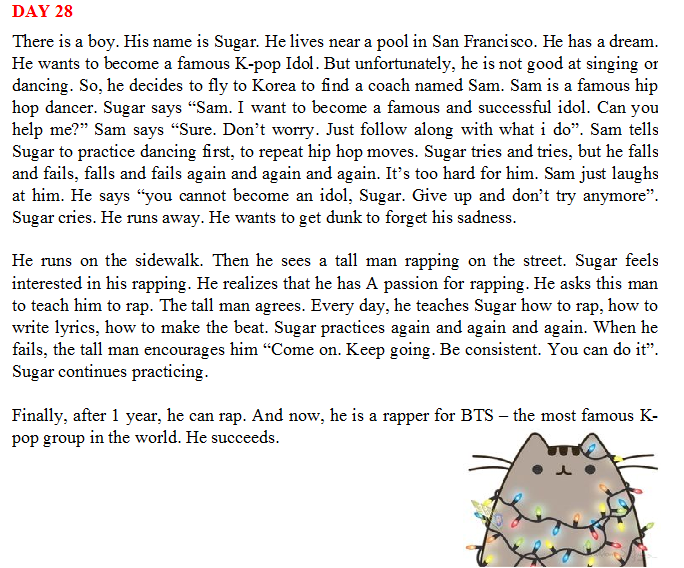 DAY 28
There is a boy. His name is Sugar. He lives near a pool in San Francisco. He has a dream.
He wants to become a famous K-pop Idol. But unfortunately, he is not good at singing or
dancing. So, he decides to fly to Korea to find a coach named Sam. Sam is a famous hip
hop dancer. Sugar says “Sam. I want to become a famous and successful idol. Can you
help me?” Sam says “Sure. Don’t worry. Just follow along with what i do”. Sam tells
Sugar to practice dancing first, to repeat hip hop moves. Sugar tries and tries, but he falls
and fails, falls and fails again and again and again. It’s too hard for him. Sam just laughs
at him. He says “you cannot become an idol, Sugar. Give up and don’t try anymore”.
Sugar cries. He runs away. He wants to get dunk to forget his sadness.
He runs on the sidewalk. Then he sees a tall man rapping on the street. Sugar feels
interested in his rapping. He realizes that he has A passion for rapping. He asks this man
to teach him to rap. The tall man agrees. Every day, he teaches Sugar how to rap, how to
write lyrics, how to make the beat. Sugar practices again and again and again. When he
fails, the tall man encourages him “Come on. Keep going. Be consistent. You can do it”.
Sugar continues practicing.
Finally, after 1 year, he can rap. And now, he is a rapper for BTS – the most famous K-
pop group in the world. He succeeds.